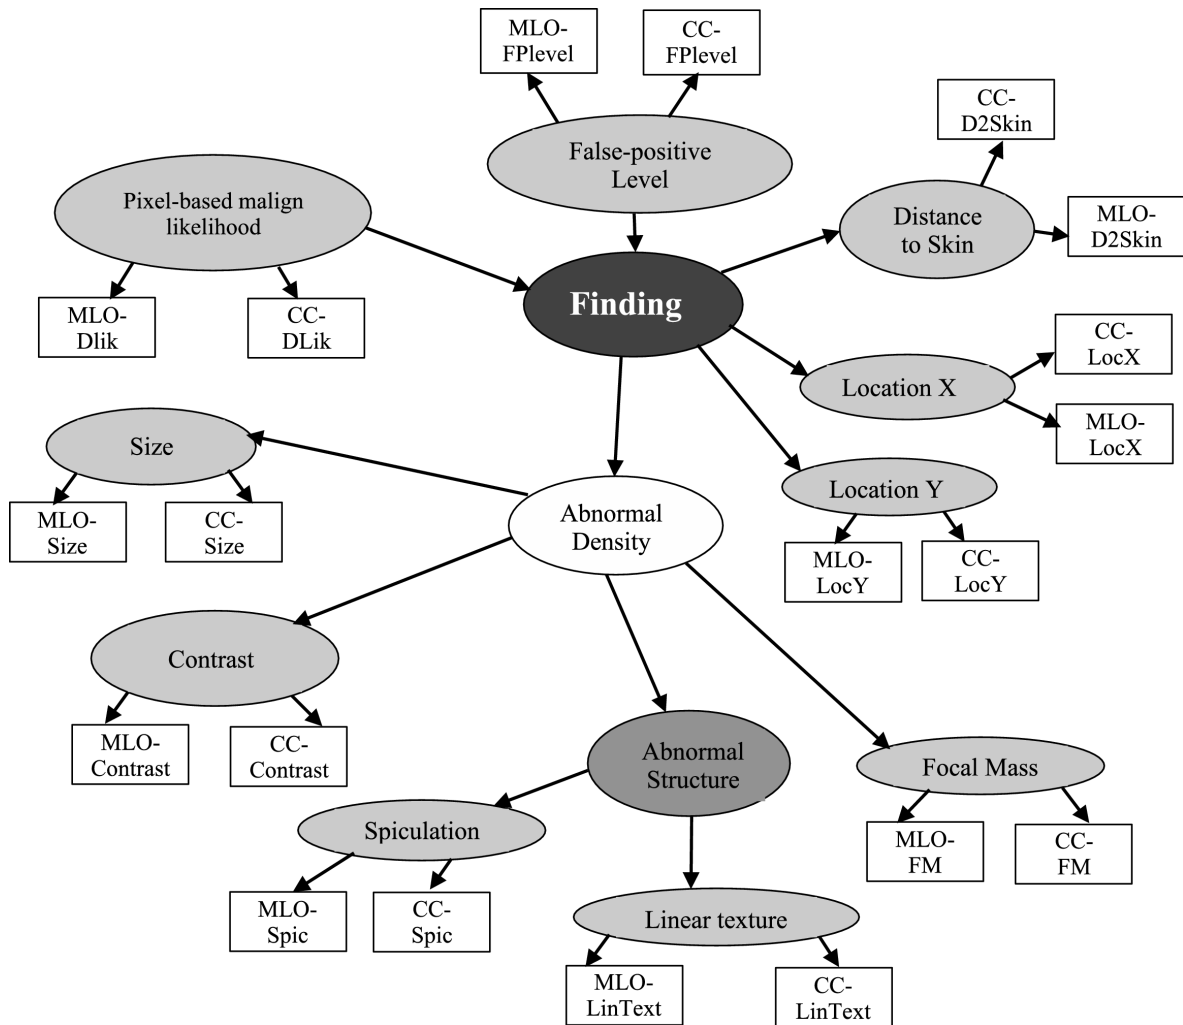 MLO-
FPlevel
CC-
FPlevel
CC-
D2Skin
False-positive
Level
Pixel-based malign
likelihood
Distance
to Skin
MLO-
D2Skin
Finding
MLO-
Dlik
CC-
DLik
CC-
LocX
Location X
MLO-
LocX
Size
Location Y
MLO-
Size
CC-
Size
Abnormal
Density
MLO-
LocY
CC-
LocY
Contrast
MLO-
Contrast
CC-
Contrast
Abnormal
Structure
Focal Mass
Spiculation
MLO-
FM
CC-
FM
MLO-
Spic
CC-
Spic
Linear texture
MLO-
LinText
CC-
LinText